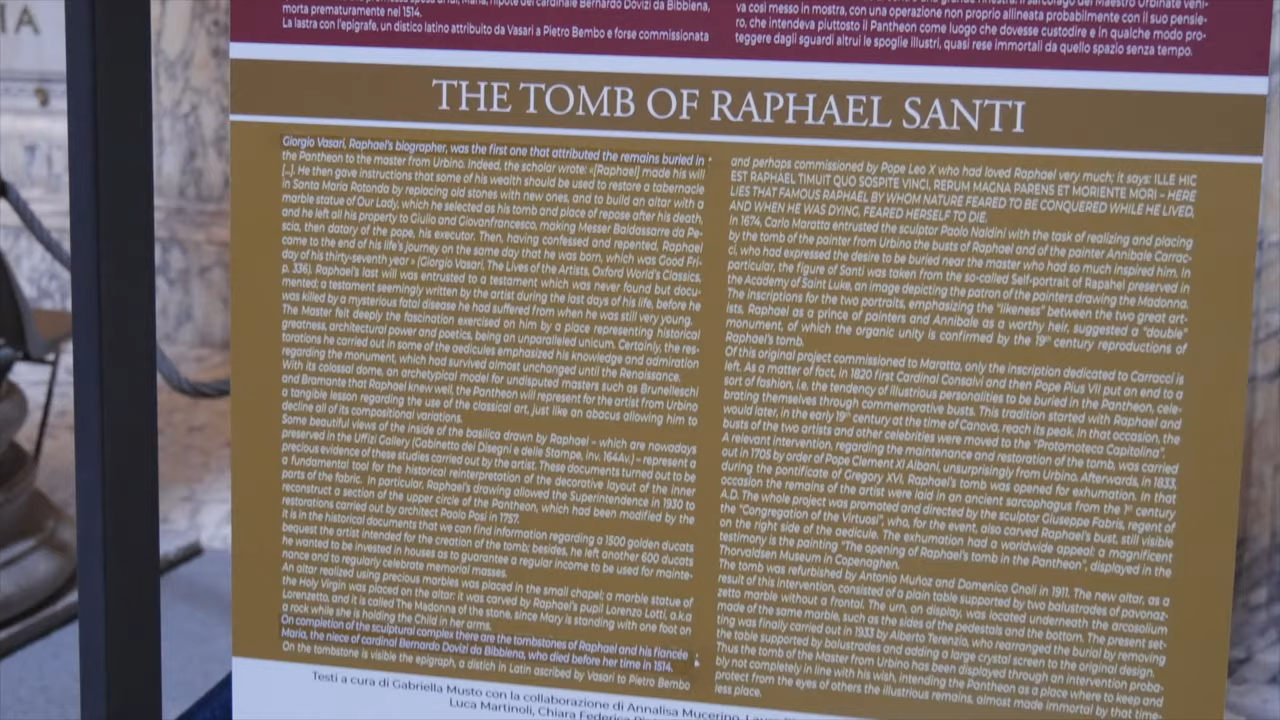 IA
morta prematuramente nel 1514.
La lastra con l'epigrafe, un distico latino attribuito da Vasari a Pietro Bembo e forse commissionata
va così messo in mostra, con una operazione non proprio allineata probabilmente con il suo pensie-
ro, che intendeva piuttosto il Pantheon come luogo che dovesse custodire e in qualche modo pro-
teggere dagli sguardi altrui le spoglie illustri, quasi rese immortali da quello spazio senza tempo.
THE TOMB OF RAPHAEL SANTI
Giorgio Vasari, Raphael's biographer, was the first one that attributed the remains buried in
the Pantheon to the master from Urbino. Indeed, the scholar wrote: «[Raphael] made his will
[...]. He then gave instructions that some of his wealth should be used to restore a tabernacle
in Santa Maria Rotonda by replacing old stones with new ones, and to build an altar with a
marble statue of Our Lady, which he selected as his tomb and place of repose after his death,
and he left all his property to Giulio and Giovanfrancesco, making Messer Baldassarre da Pe-
scia, then datary of the pope, his executor. Then, having confessed and repented, Raphael
came to the end of his life's journey on the same day that he was born, which was Good Fri-
day of his thirty-seventh year » (Giorgio Vasari, The Lives of the Artists, Oxford World's Classics,
p. 336). Raphael's last will was entrusted to a testament which was never found but docu-
mented; a testament seemingly written by the artist during the last days of his life, before he
was killed by a mysterious fatal disease he had suffered from when he was still very young.
The Master felt deeply the fascination exercised on him by a place representing historical
greatness, architectural power and poetics, being an unparalleled unicum. Certainly, the res-
torations he carried out in some of the aedicules emphasized his knowledge and admiration
regarding the monument, which had survived almost unchanged until the Renaissance.
With its colossal dome, an archetypical model for undisputed masters such as Brunelleschi
and Bramante that Raphael knew well, the Pantheon will represent for the artist from Urbino
a tangible lesson regarding the use of the classical art, just like an abacus allowing him to
decline all of its compositional variations.
Some beautiful views of the inside of the basilica drawn by Raphael – which are nowadays
preserved in the Uffizi Gallery (Gabinetto dei Disegni e delle Stampe, inv. 164Av.) – represent a
precious evidence of these studies carried out by the artist. These documents turned out to be
a fundamental tool for the historical reinterpretation of the decorative layout of the inner
parts of the fabric. In particular, Raphael's drawing allowed the Superintendence in 1930 to
reconstruct a section of the upper circle of the Pantheon, which had been modified by the
restorations carried out by architect Paolo Posi in 1757.
It is in the historical documents that we can find information regarding a 1500 golden ducats
bequest the artist intended for the creation of the tomb; besides, he left another 600 ducats
he wanted to be invested in houses as to guarantee a regular income to be used for mainte-
nance and to regularly celebrate memorial masses.
An altar realized using precious marbles was placed in the small chapel; a marble statue of
the Holy Virgin was placed on the altar: it was carved by Raphael's pupil Lorenzo Lotti, a.k.a
Lorenzetto, and it is called The Madonna of the stone, since Mary is standing with one foot on
a rock while she is holding the Child in her arms.
On completion of the sculptural complex there are the tombstones of Raphael and his fiancée
Maria, the niece of cardinal Bernardo Dovizi da Bibbiena, who died before her time in 1514.
On the tombstone is visible the epigraph, a distich in Latin ascribed by Vasari to Pietro Bembo
and perhaps commissioned by Pope Leo X who had loved Raphael very much; it says: ILLE HIC
EST RAPHAEL TIMUIT QUO SOSPITE VINCI, RERUM MAGNA PARENS ET MORIENTE MORI – HERE
LIES THAT FAMOUS RAPHAEL BY WHOM NATURE FEARED TO BE CONQUERED WHILE HE LIVED,
AND WHEN HE WAS DYING, FEARED HERSELF TO DIE.
In 1674, Carlo Maratta entrusted the sculptor Paolo Naldini with the task of realizing and placing
by the tomb of the painter from Urbino the busts of Raphael and of the painter Annibale Carrac-
ci, who had expressed the desire to be buried near the master who had so much inspired him. In
particular, the figure of Santi was taken from the so-called Self-portrait of Rapahel preserved in
the Academy of Saint Luke, an image depicting the patron of the painters drawing the Madonna.
The inscriptions for the two portraits, emphasizing the "likeness" between the two great art-
ists, Raphael as a prince of painters and Annibale as a worthy heir, suggested a "double"
monument, of which the organic unity is confirmed by the 19th century reproductions of
Raphael's tomb.
Of this original project commissioned to Maratta, only the inscription dedicated to Carracci is
left. As a matter of fact, in 1820 first Cardinal Consalvi and then Pope Pius VII put an end to a
sort of fashion, i.e. the tendency of illustrious personalities to be buried in the Pantheon, cele-
brating themselves through commemorative busts. This tradition started with Raphael and
would later, in the early 19th century at the time of Canova, reach its peak. In that occasion, the
busts of the two artists and other celebrities were moved to the "Protomoteca Capitolina".
A relevant intervention, regarding the maintenance and restoration of the tomb, was carried
out in 1705 by order of Pope Clement XI Albani, unsurprisingly from Urbino. Afterwards, in 1833,
during the pontificate of Gregory XVI, Raphael's tomb was opened for exhumation. In that
occasion the remains of the artist were laid in an ancient sarcophagus from the 1st century
A.D. The whole project was promoted and directed by the sculptor Giuseppe Fabris, regent of
the "Congregation of the Virtual", who, for the event, also carved Raphael's bust, still visible
on the right side of the aedicule. The exhumation had a worldwide appeal: a magnificent
testimony is the painting "The opening of Raphael's tomb in the Pantheon", displayed in the
Thorvaldsen Museum in Copenaghen.
The tomb was refurbished by Antonio Muñoz and Domenico Gnoli in 1911. The new altar, as a
result of this intervention, consisted of a plain table supported by two balustrades of pavonaz-
zetto marble without a frontal. The urn, on display, was located underneath the arcosolium
made of the same marble, such as the sides of the pedestals and the bottom. The present set-
ting was finally carried out in 1933 by Alberto Terenzio, who rearranged the burial by removing
the table supported by balustrades and adding a large crystal screen to the original design.
Thus the tomb of the Master from Urbino has been displayed through an intervention proba-
bly not completely in line with his wish, intending the Pantheon as a place where to keep and
protect from the eyes of others the illustrious remains, almost made immortal by that time-
less place.
Testi a cura di Gabriella Musto con la collaborazione di Annalisa Mucerino,
Luca Martinoli, Chiara Federica